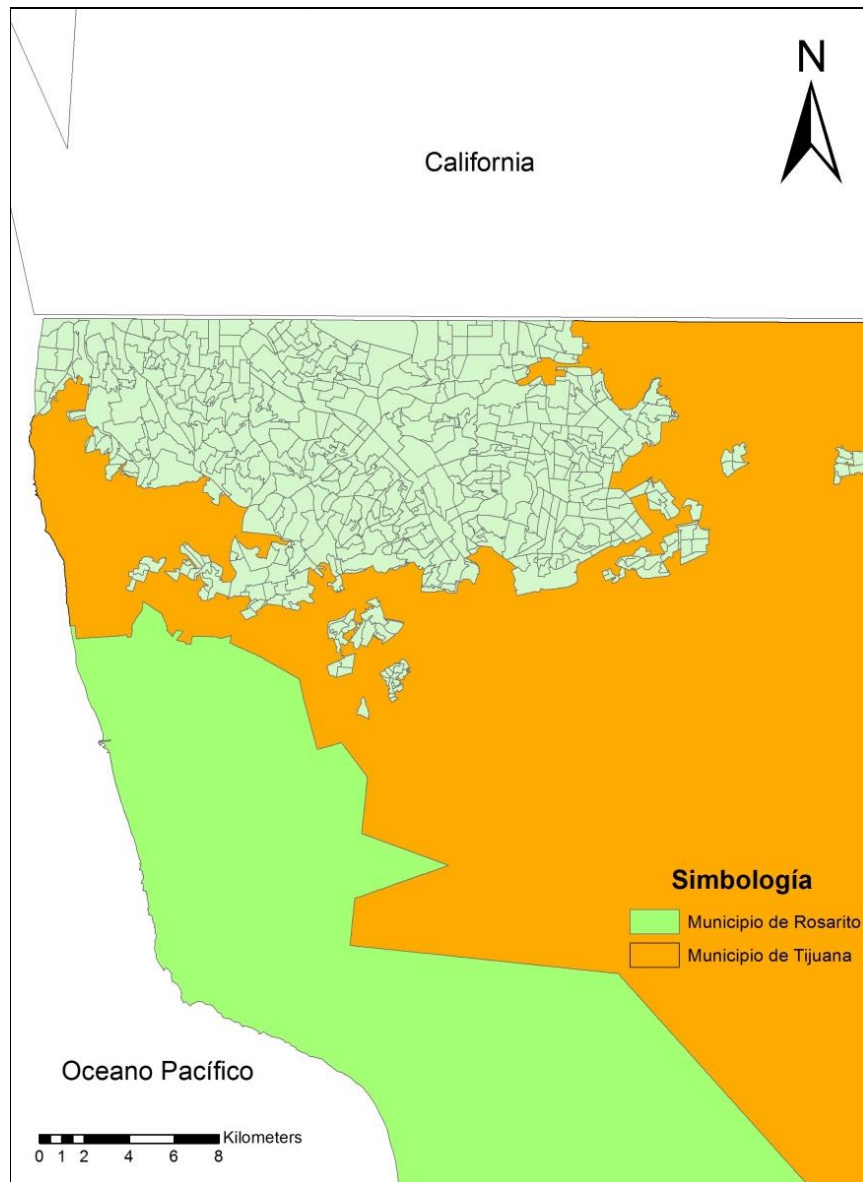 N
California
Simbología
Municipio de Rosarito
Municipio de Tijuana
Oceano Pacífico
Kilometers
0 1 2 4 6 8